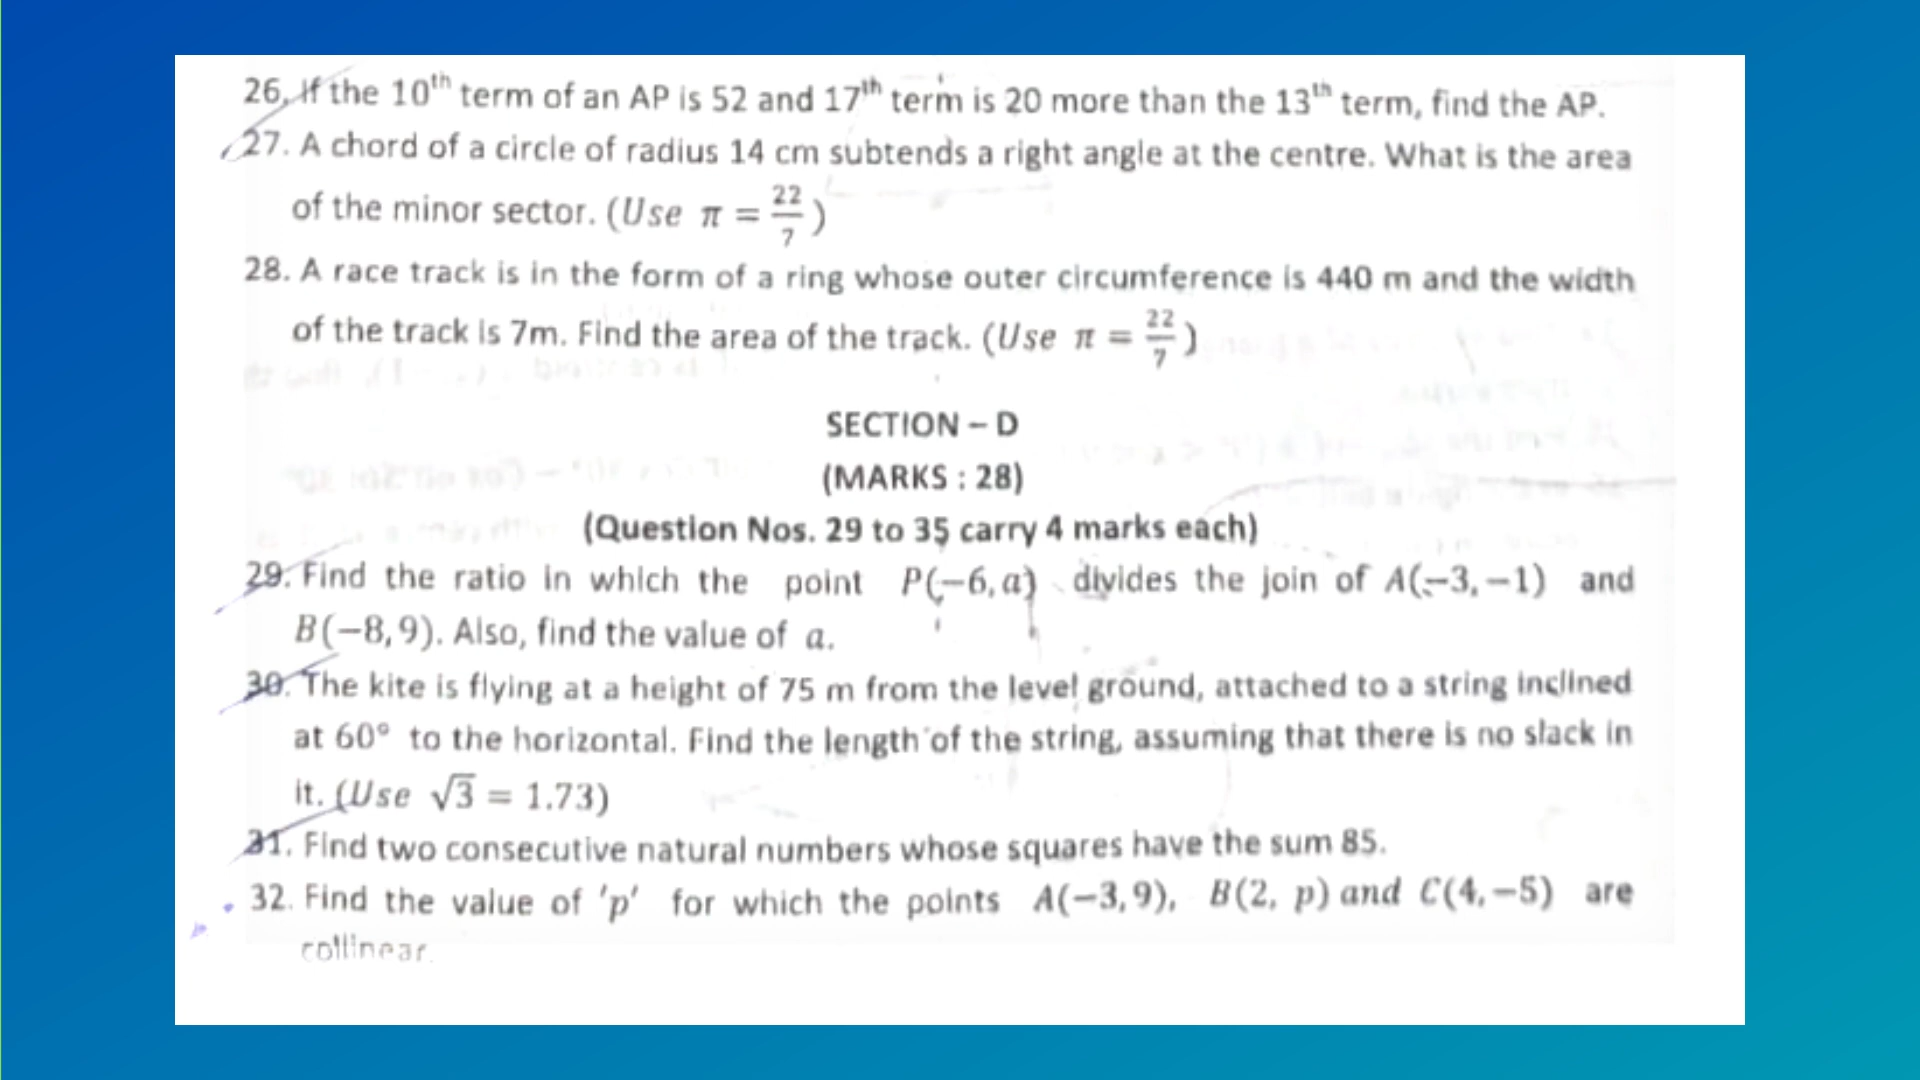 26. If the 10th term of an AP is 52 and 17th term is 20 more than the 13th term, find the AP.
27. A chord of a circle of radius 14 cm subtends a right angle at the centre. What is the area
of the minor sector. (Use π = 22/7)
28. A race track is in the form of a ring whose outer circumference is 440 m and the width
of the track is 7m. Find the area of the track. (Use π = 22/7)
SECTION – D
(MARKS : 28)
(Question Nos. 29 to 35 carry 4 marks each)
29. Find the ratio in which the point P(−6, a) divides the join of A(−3, −1) and
B(−8, 9). Also, find the value of a.
30. The kite is flying at a height of 75 m from the level ground, attached to a string inclined
at 60° to the horizontal. Find the length of the string, assuming that there is no slack in
it. (Use √3 = 1.73)
31. Find two consecutive natural numbers whose squares have the sum 85.
32. Find the value of 'p' for which the points A(−3, 9), B(2, p) and C(4, −5) are
collinear.